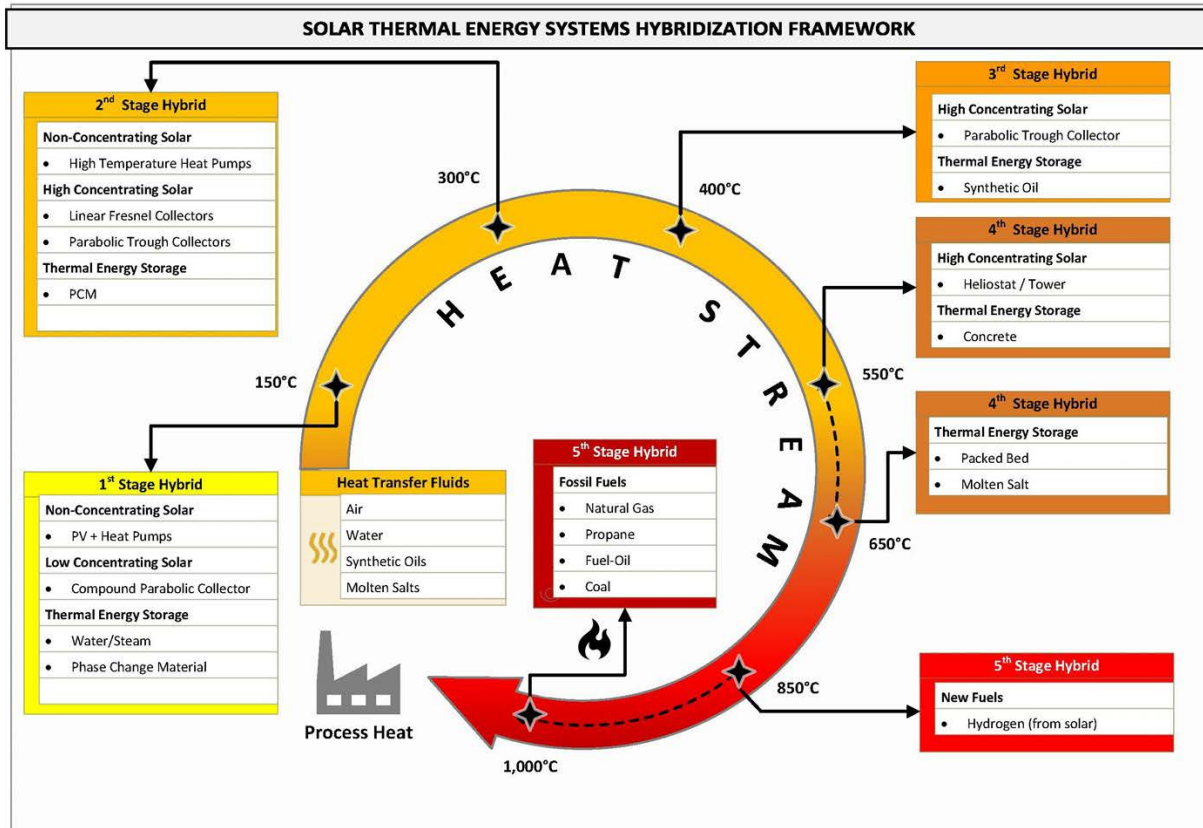 SOLAR THERMAL ENERGY SYSTEMS HYBRIDIZATION FRAMEWORK
2nd Stage Hybrid
Non-Concentrating Solar
• High Temperature Heat Pumps
High Concentrating Solar
• Linear Fresnel Collectors
• Parabolic Trough Collectors
Thermal Energy Storage
• PCM
300°C
400°C
3rd Stage Hybrid
High Concentrating Solar
• Parabolic Trough Collector
Thermal Energy Storage
• Synthetic Oil
4th Stage Hybrid
High Concentrating Solar
• Heliostat / Tower
Thermal Energy Storage
• Concrete
HEAT STREAM
150°C
550°C
4th Stage Hybrid
Thermal Energy Storage
• Packed Bed
• Molten Salt
650°C
1st Stage Hybrid
Non-Concentrating Solar
• PV + Heat Pumps
Low Concentrating Solar
• Compound Parabolic Collector
Thermal Energy Storage
• Water/Steam
• Phase Change Material
Heat Transfer Fluids
Air
Water
Synthetic Oils
Molten Salts
5th Stage Hybrid
Fossil Fuels
• Natural Gas
• Propane
• Fuel-Oil
• Coal
Process Heat
850°C
1,000°C
5th Stage Hybrid
New Fuels
• Hydrogen (from solar)